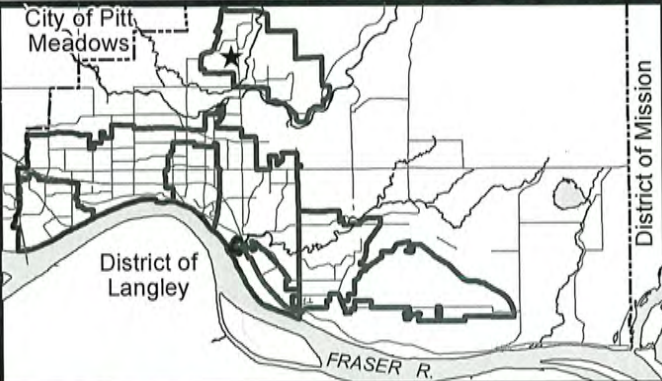 City of Pitt
Meadows
District of Mission
District of
Langley
FRASER R.